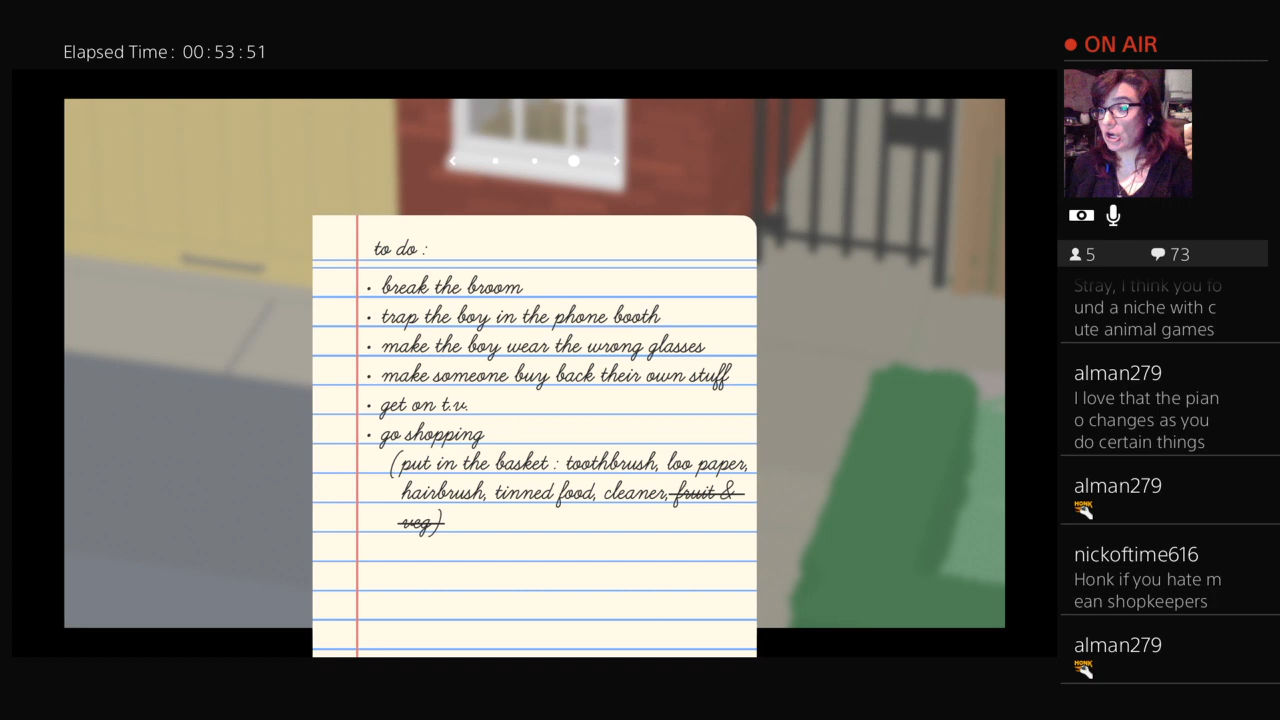 Elapsed Time: 00:53:51
ON AIR
to do :
• break the broom
• trap the boy in the phone booth
• make the boy wear the wrong glasses
• make someone buy back their own stuff
• get on t.v.
• go shopping
(put in the basket : toothbrush, loo paper,
hairbrush, tinned food, cleaner, fruit &
veg)
5 73
Stray, I think you fo
und a niche with c
ute animal games
alman279
I love that the pian
o changes as you
do certain things
alman279
HONK
nickoftime616
Honk if you hate m
ean shopkeepers
alman279
HONK